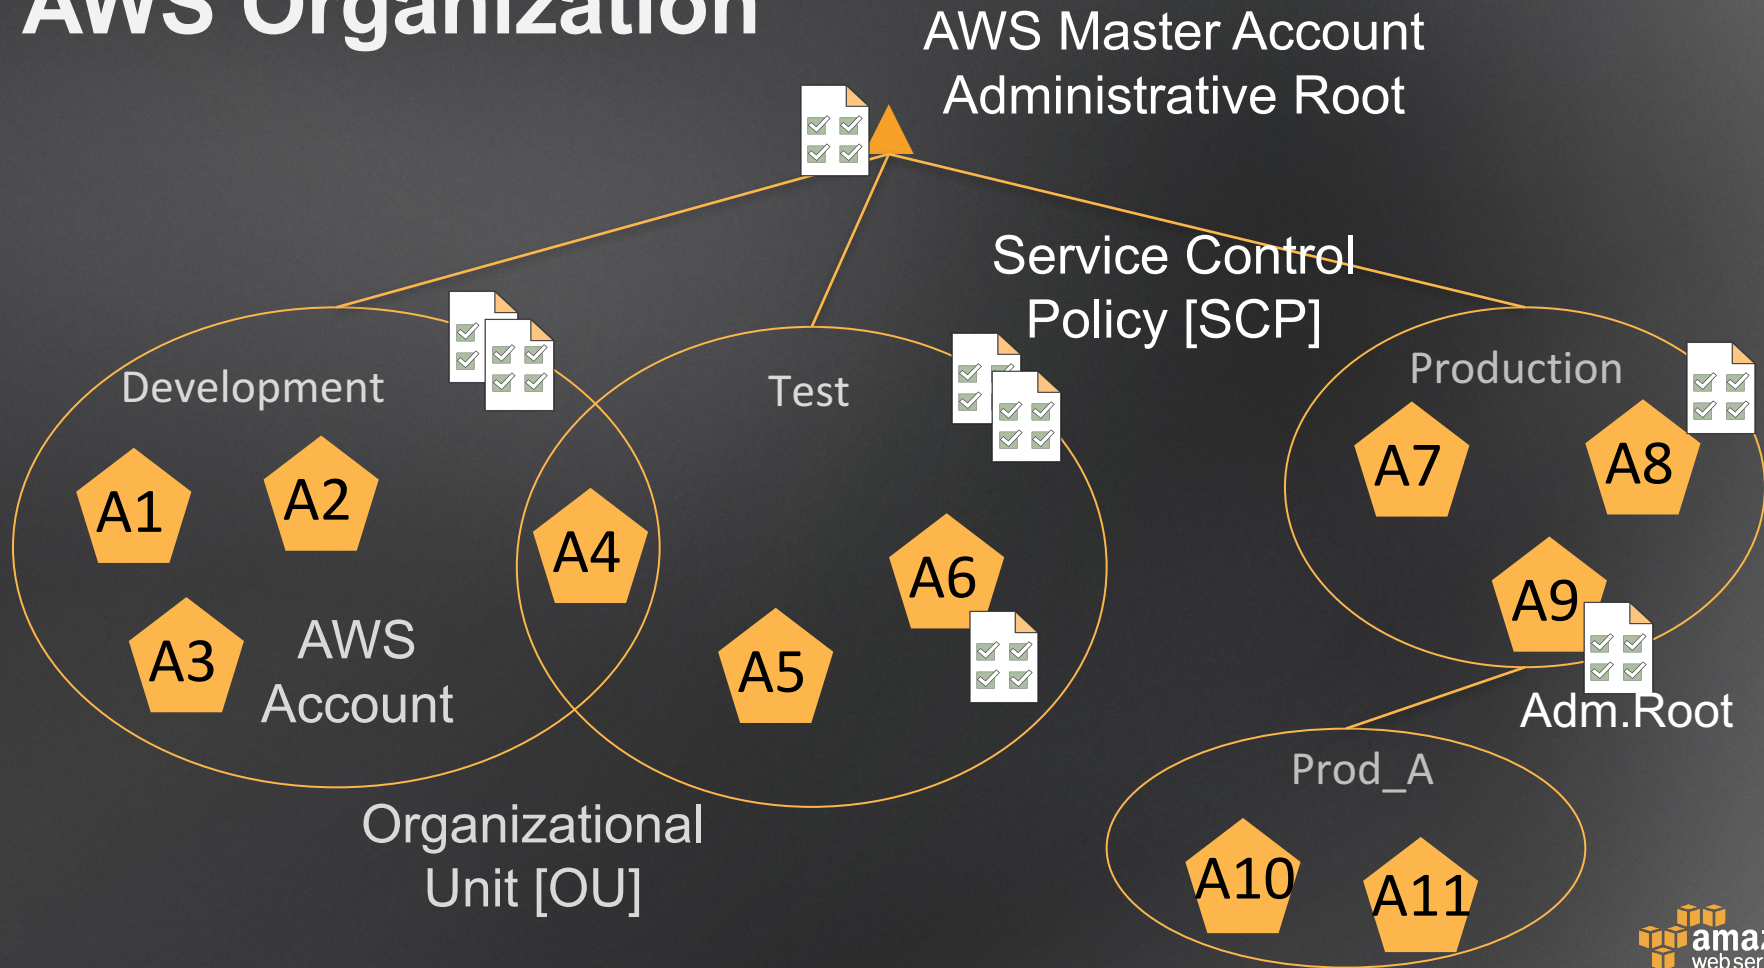 AWS Organization
AWS Master Account
Administrative Root
Service Control
Policy [SCP]
Development
Test
Production
A1
A2
A3
A4
A5
A6
A7
A8
A9
AWS
Account
Adm.Root
Organizational
Unit [OU]
Prod_A
A10
A11